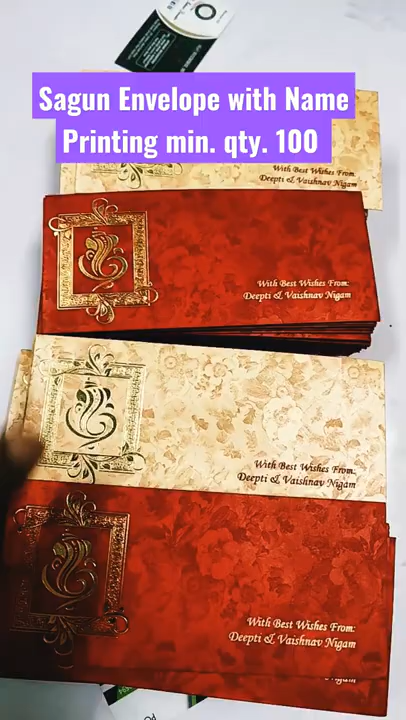 Sagun Envelope with Name
Printing min. qty. 100
With Best Wishes From:
Deepti & Vaishnav Nigam
With Best Wishes From:
Deepti & Vaishnav Nigam
With Best Wishes From:
Deepti & Vaishnav Nigam
With Best Wishes From:
Deepti & Vaishnav Nigam